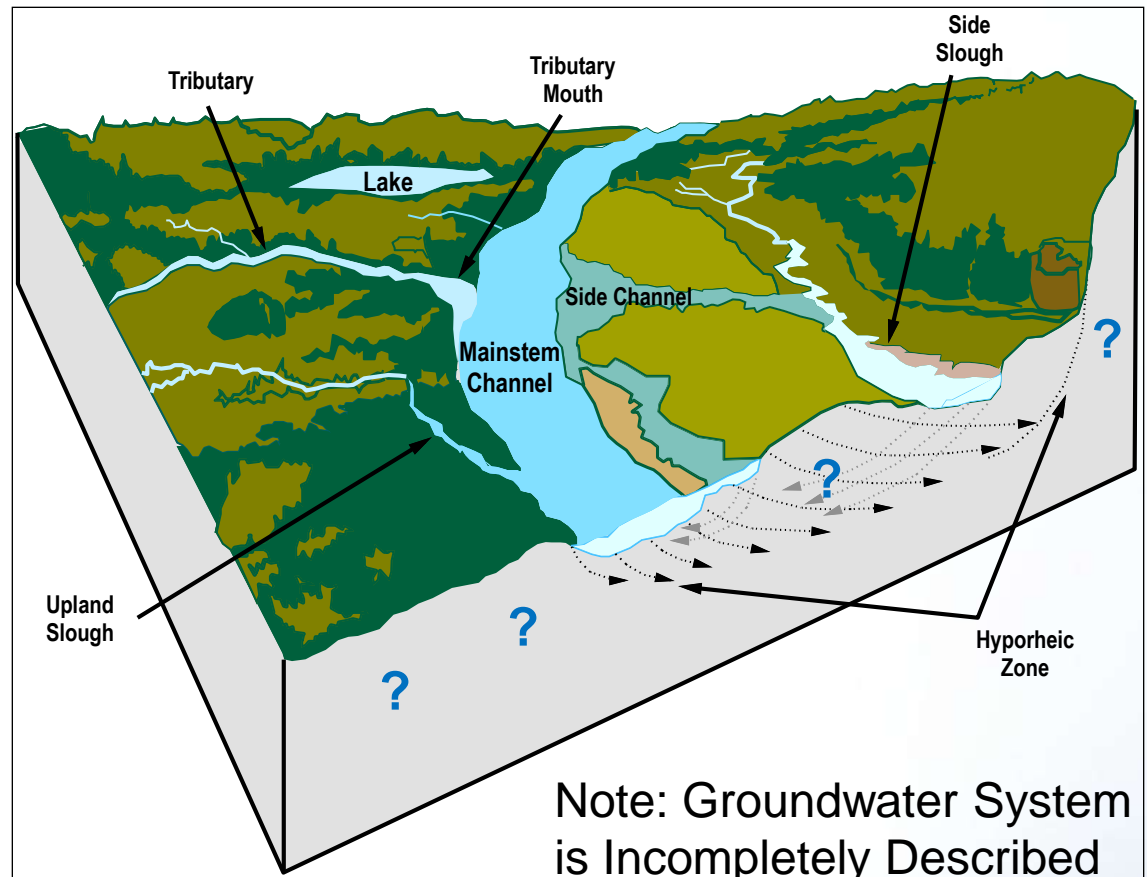 Side
Slough
Tributary
Mouth
Tributary
Lake
Side Channel
Mainstem
Channel
?
?
?
?
Upland
Slough
Hyporheic
Zone
Note: Groundwater System
is Incompletely Described